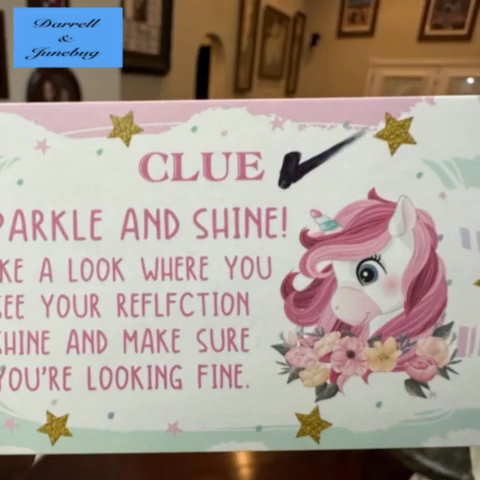 Darrell
&
Junebug
CLUE
PARKLE AND SHINE!
KE A LOOK WHERE YOU
SEE YOUR REFLFCTION
SHINE AND MAKE SURE
YOU'RE LOOKING FINE.